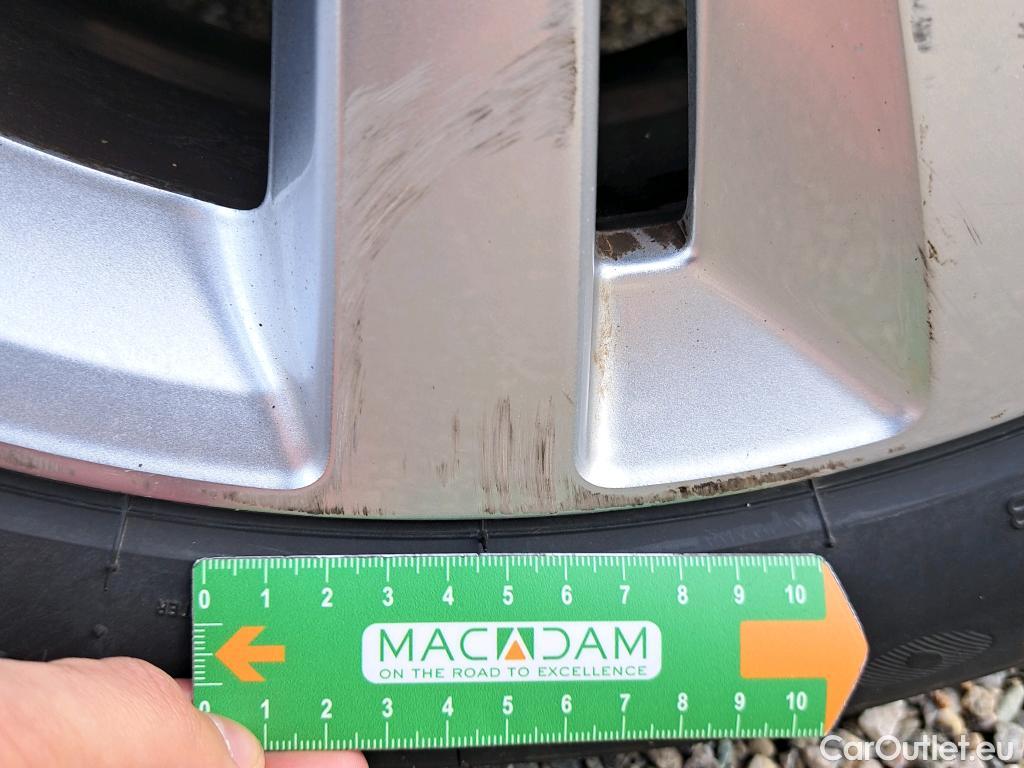 0 1 2 3 4 5 6 7 8 9 10
MACADAM
ON THE ROAD TO EXCELLENCE
0 1 2 3 4 5 6 7 8 9 10
CarOutlet.eu